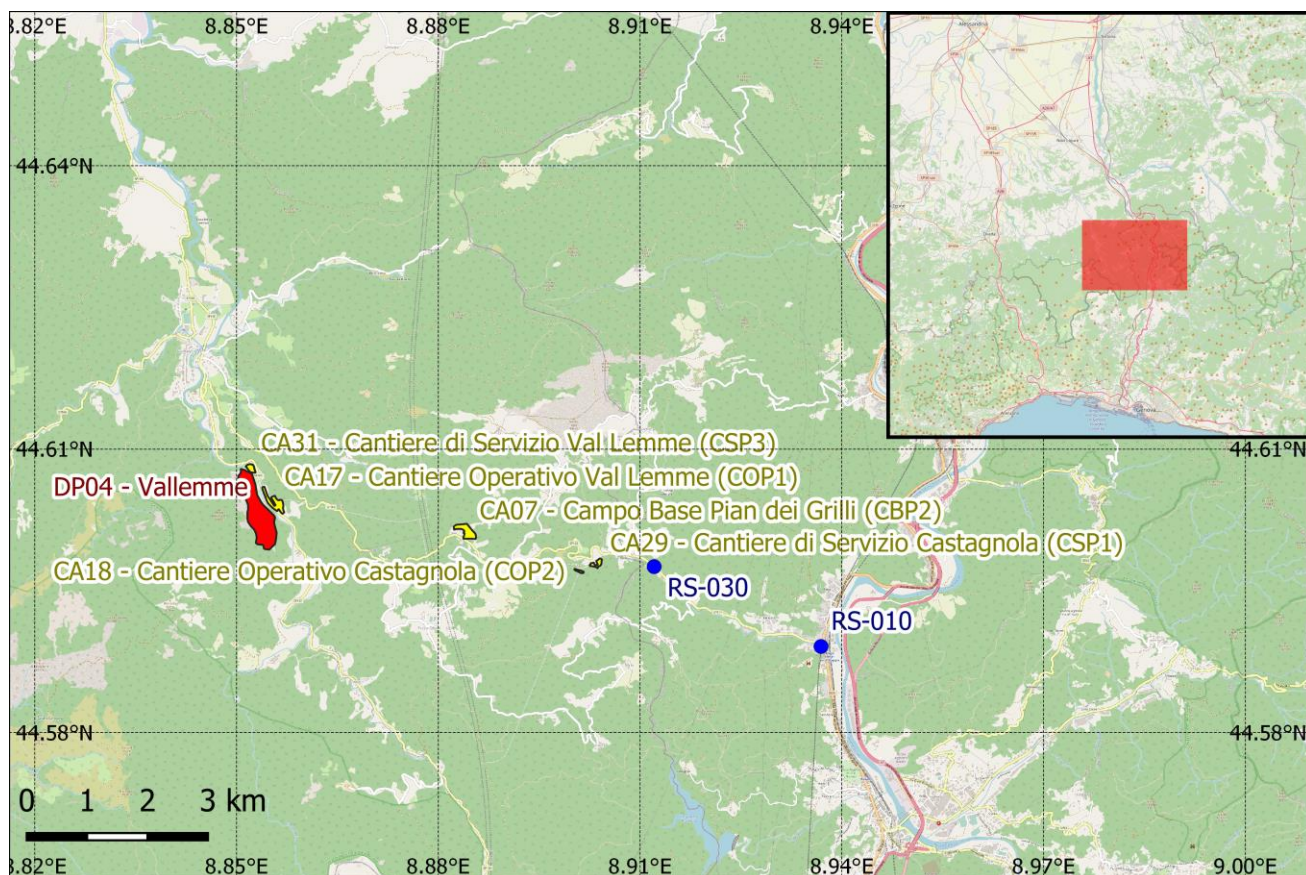 8.82°E 8.85°E 8.88°E 8.91°E 8.94°E
44.64°N
44.61°N 44.61°N
CA31 - Cantiere di Servizio Val Lemme (CSP3)
CA17 - Cantiere Operativo Val Lemme (COP1)
DP04 - Vallemme
CA07 - Campo Base Pian dei Grilli (CBP2)
CA29 - Cantiere di Servizio Castagnola (CSP1)
CA18 - Cantiere Operativo Castagnola (COP2)
RS-030
RS-010
44.58°N 44.58°N
0 1 2 3 km
8.82°E 8.85°E 8.88°E 8.91°E 8.94°E 8.97°E 9.00°E